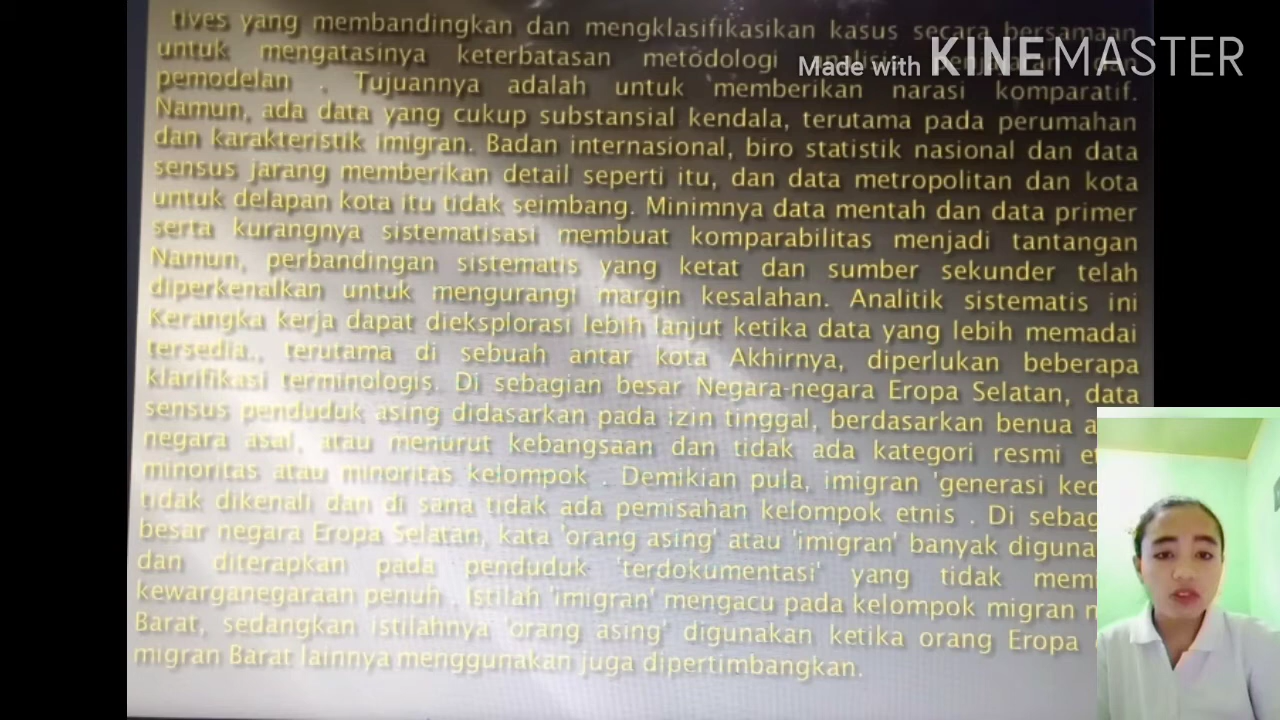 tives yang membandingkan dan mengklasifikasikan kasus secara bersamaan
untuk mengatasinya keterbatasan metodologi
Made with KINEMASTER
pemodelan . Tujuannya adalah untuk memberikan narasi komparatif.
Namun, ada data yang cukup substansial kendala, terutama pada perumahan
dan karakteristik imigran. Badan internasional, biro statistik nasional dan data
sensus jarang memberikan detail seperti itu, dan data metropolitan dan kota
untuk delapan kota itu tidak seimbang. Minimnya data mentah dan data primer
serta kurangnya sistematisasi membuat komparabilitas menjadi tantangan
Namun, perbandingan sistematis yang ketat dan sumber sekunder telah
diperkenalkan untuk mengurangi margin kesalahan. Analitik sistematis ini
Kerangka kerja dapat dieksplorasi lebih lanjut ketika data yang lebih memadai
tersedia., terutama di sebuah antar kota Akhirnya, diperlukan beberapa
klarifikasi terminologis. Di sebagian besar Negara-negara Eropa Selatan, data
sensus penduduk asing didasarkan pada izin tinggal, berdasarkan benua
negara asal, atau menurut kebangsaan dan tidak ada kategori resmi
minoritas atau minoritas kelompok . Demikian pula, imigran 'generasi
tidak dikenali dan di sana tidak ada pemisahan kelompok etnis . Di
besar negara Eropa Selatan, kata 'orang asing' atau 'imigran' banyak
dan diterapkan pada penduduk 'terdokumentasi' yang tidak
kewarganegaraan penuh . Istilah 'imigran' mengacu pada kelompok migran
Barat, sedangkan istilahnya 'orang asing' digunakan ketika orang Eropa
migran Barat lainnya menggunakan juga dipertimbangkan.